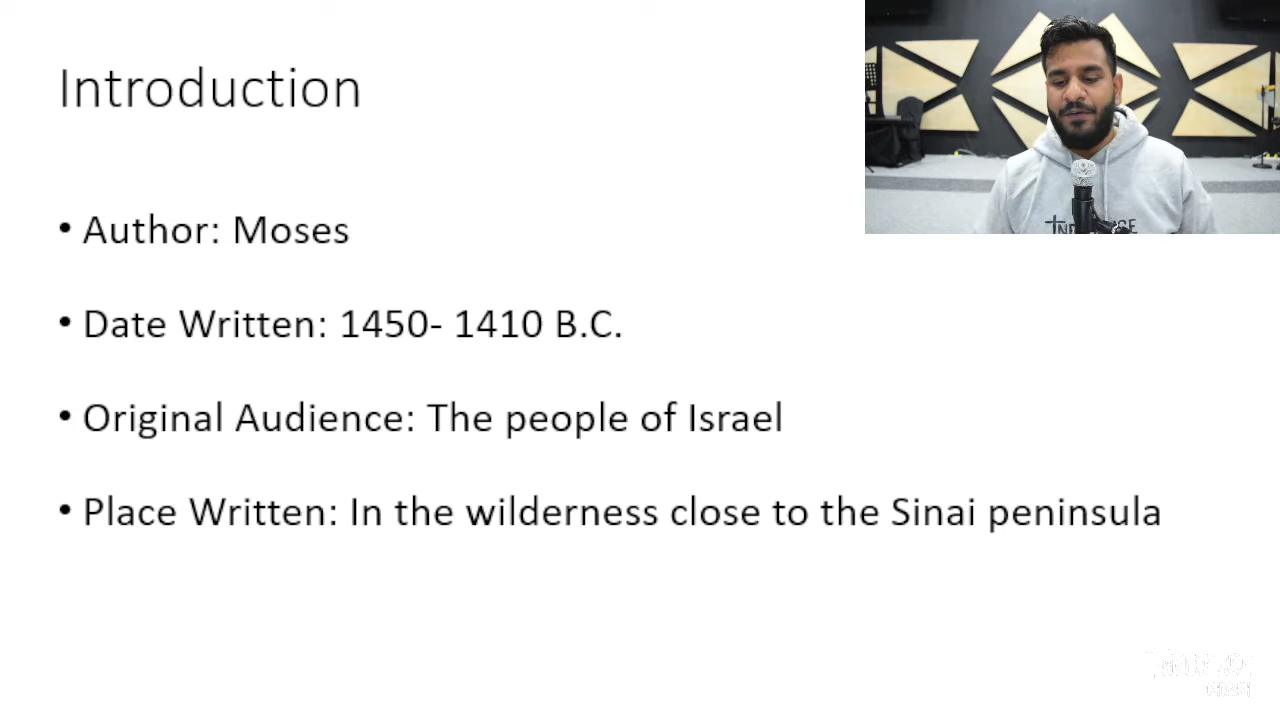 Introduction
• Author: Moses
• Date Written: 1450- 1410 B.C.
• Original Audience: The people of Israel
• Place Written: In the wilderness close to the Sinai peninsula